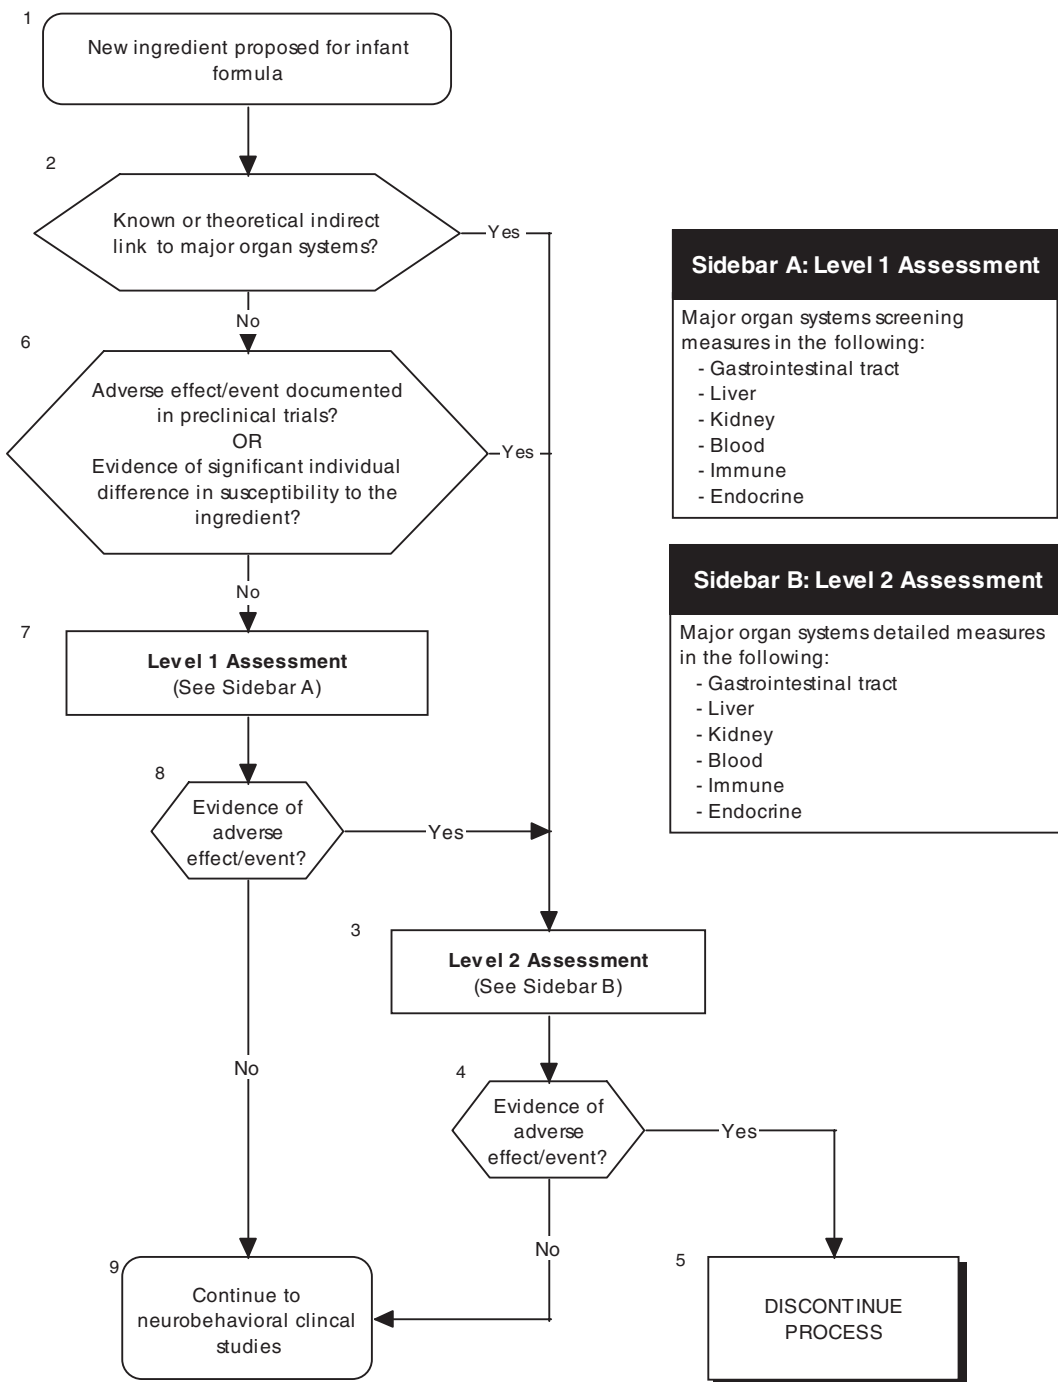 1
New ingredient proposed for infant
formula
2
Known or theoretical indirect
link to major organ systems?
Yes
No
6
Adverse effect/event documented
in preclinical trials?
OR
Evidence of significant individual
difference in susceptibility to the
ingredient?
Yes
No
7
Level 1 Assessment
(See Sidebar A)
8
Evidence of
adverse
effect/event?
Yes
No
3
Level 2 Assessment
(See Sidebar B)
4
Evidence of
adverse
effect/event?
Yes
No
5
DISCONTINUE
PROCESS
9
Continue to
neurobehavioral clincal
studies
Sidebar A: Level 1 Assessment
Major organ systems screening
measures in the following:
- Gastrointestinal tract
- Liver
- Kidney
- Blood
- Immune
- Endocrine
Sidebar B: Level 2 Assessment
Major organ systems detailed measures
in the following:
- Gastrointestinal tract
- Liver
- Kidney
- Blood
- Immune
- Endocrine